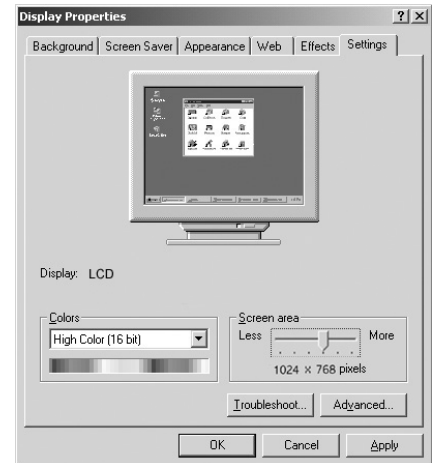 Display Properties
Background Screen Saver Appearance Web Effects Settings
Display: LCD
Colors
High Color (16 bit)
Screen area
Less More
1024 × 768 pixels
Troubleshoot... Advanced...
OK Cancel Apply